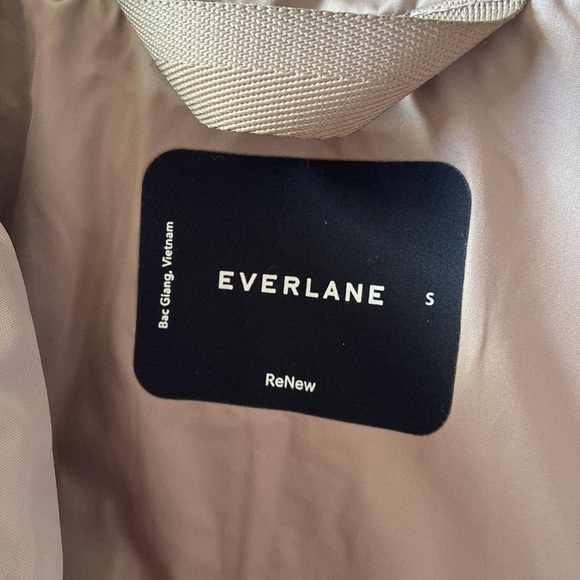 Bac Giang, Vietnam
EVERLANE
S
ReNew